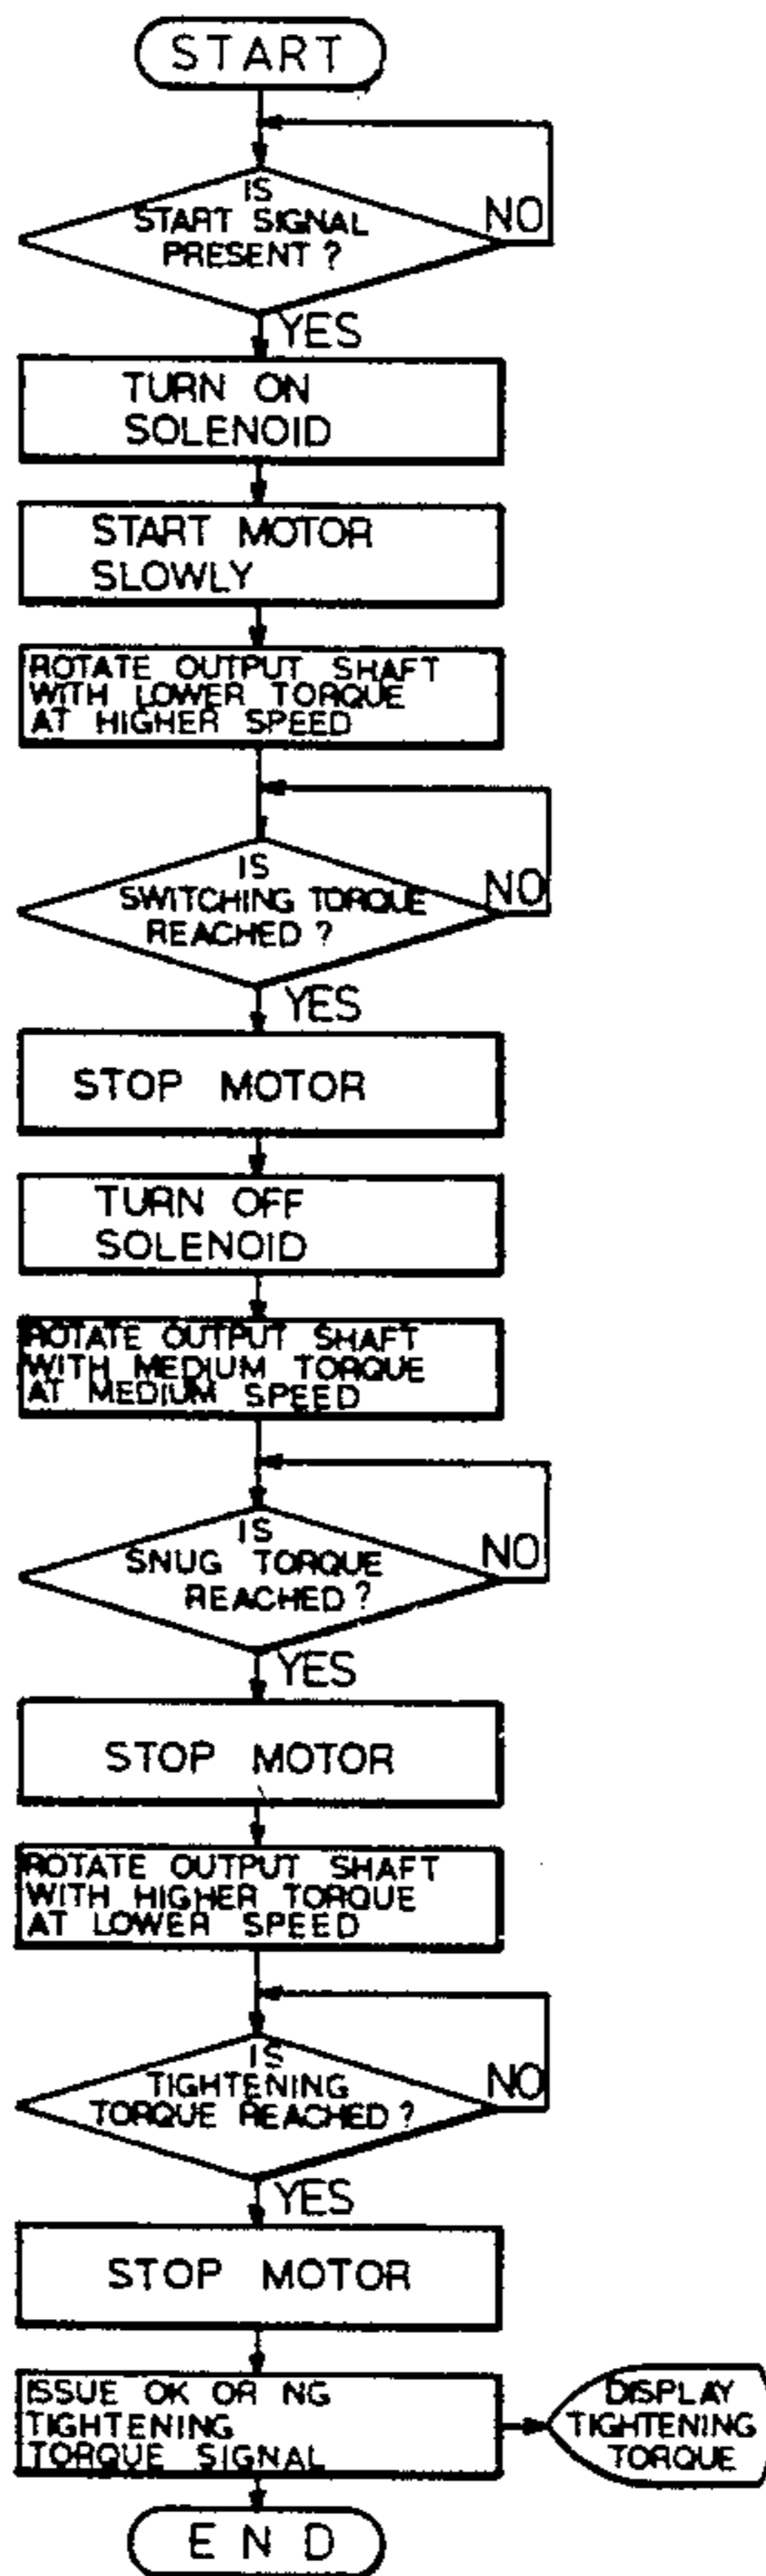 START
IS
START SIGNAL
PRESENT?
NO
YES
TURN ON
SOLENOID
START MOTOR
SLOWLY
ROTATE OUTPUT SHAFT
WITH LOWER TORQUE
AT HIGHER SPEED
IS
SWITCHING TORQUE
REACHED?
NO
YES
STOP MOTOR
TURN OFF
SOLENOID
ROTATE OUTPUT SHAFT
WITH MEDIUM TORQUE
AT MEDIUM SPEED
IS
SNUG TORQUE
REACHED?
NO
YES
STOP MOTOR
ROTATE OUTPUT SHAFT
WITH HIGHER TORQUE
AT LOWER SPEED
IS
TIGHTENING
TORQUE REACHED?
NO
YES
STOP MOTOR
ISSUE OK OR NG
TIGHTENING
TORQUE SIGNAL
DISPLAY
TIGHTENING
TORQUE
END